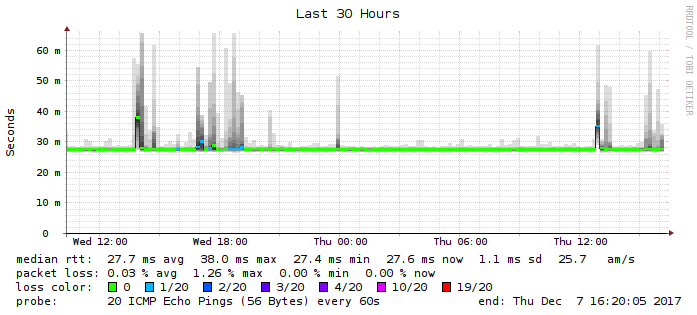 Last 30 Hours
RRDTOOL / TOBI OETIKER
Seconds
60 m
50 m
40 m
30 m
20 m
10 m
0
Wed 12:00 Wed 18:00 Thu 00:00 Thu 06:00 Thu 12:00
median rtt: 27.7 ms avg 38.0 ms max 27.4 ms min 27.6 ms now 1.1 ms sd 25.7 am/s
packet loss: 0.03 % avg 1.26 % max 0.00 % min 0.00 % now
loss color: 0 1/20 2/20 3/20 4/20 10/20 19/20
probe: 20 ICMP Echo Pings (56 Bytes) every 60s end: Thu Dec 7 16:20:05 2017